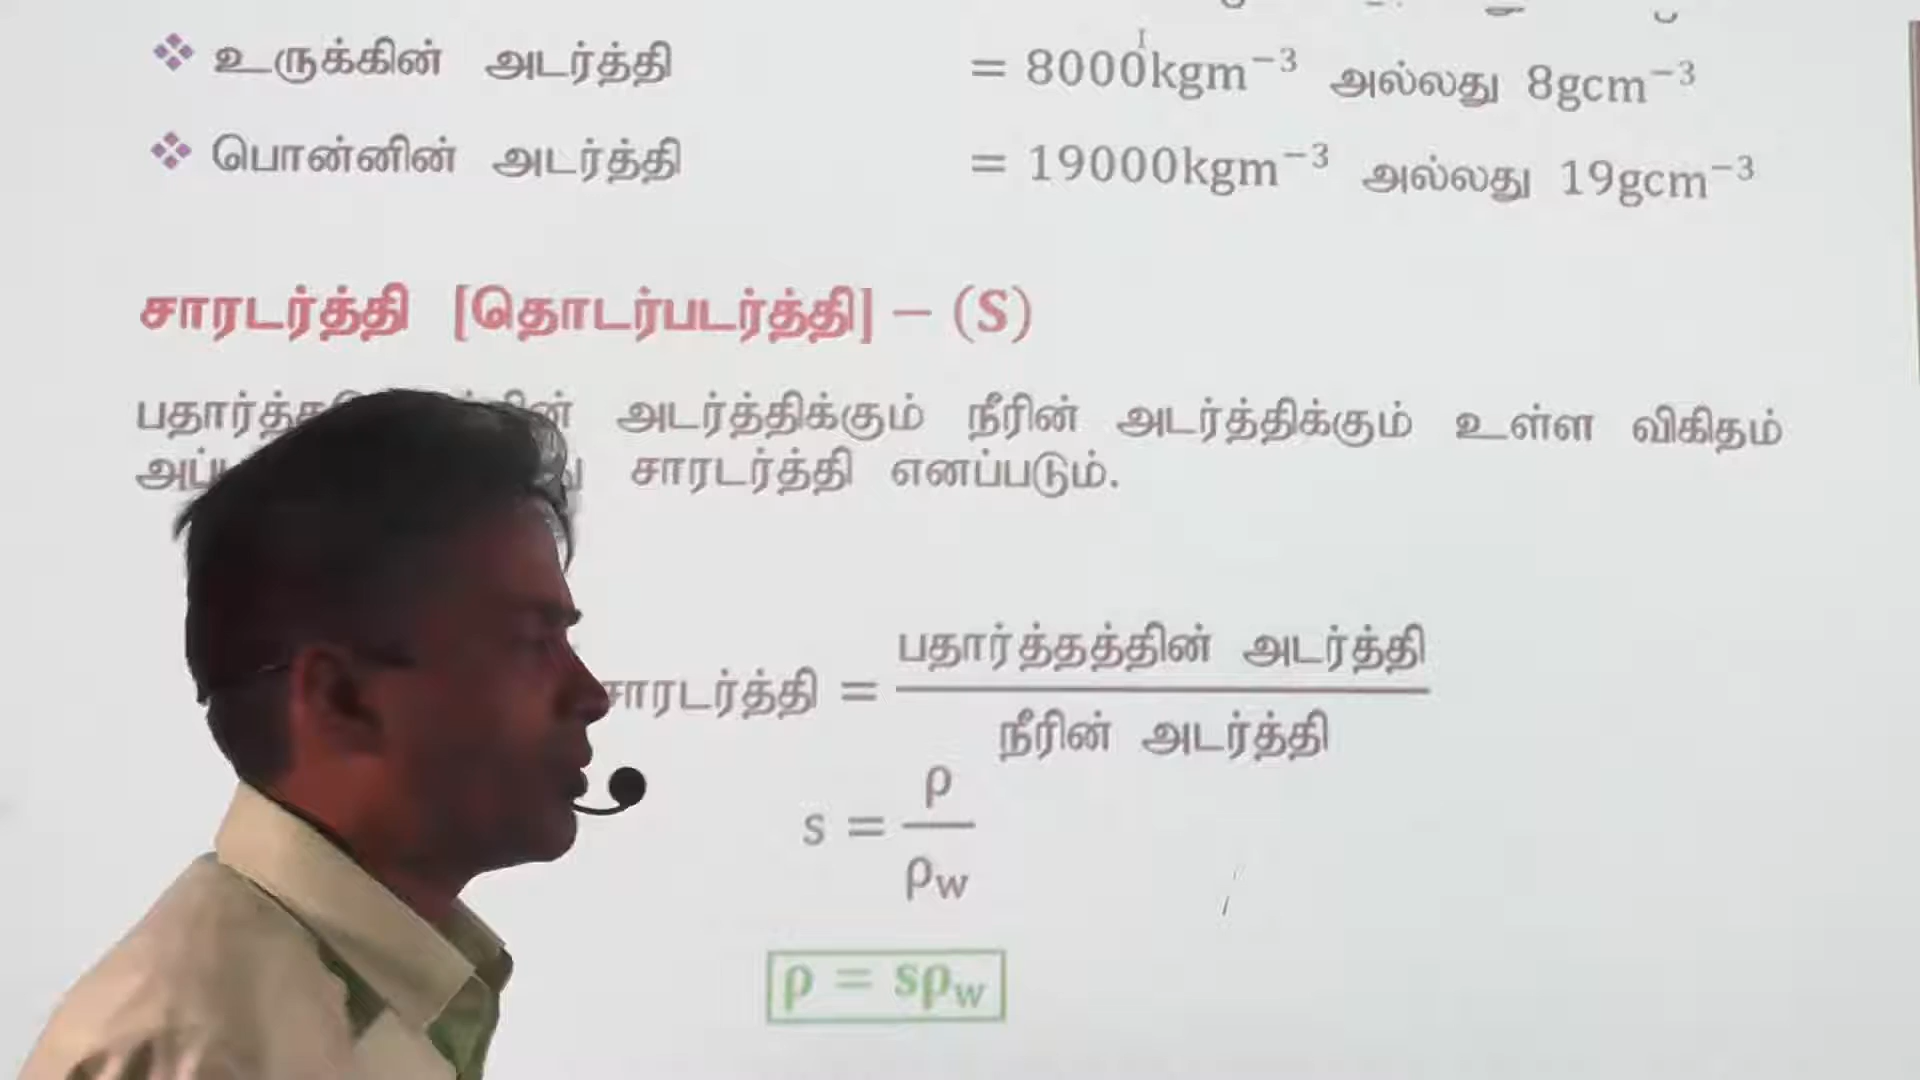 ❖ உருக்கின் அடர்த்தி = 8000kgm⁻³ அல்லது 8gcm⁻³
❖ பொன்னின் அடர்த்தி = 19000kgm⁻³ அல்லது 19gcm⁻³
சாரடர்த்தி [தொடர்படர்த்தி] – (S)
அடர்த்திக்கும் நீரின் அடர்த்திக்கும் உள்ள விகிதம்
சாரடர்த்தி எனப்படும்.
சாரடர்த்தி = பதார்த்தத்தின் அடர்த்தி
நீரின் அடர்த்தி
s = ρ / ρw
ρ = sρw